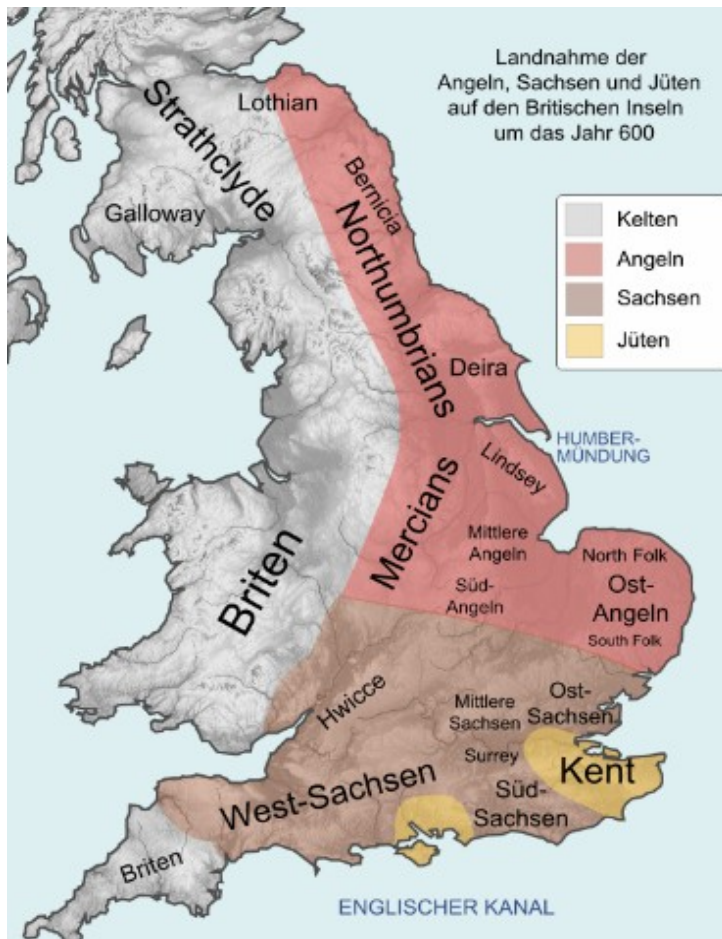 Landnahme der
Angeln, Sachsen und Jüten
auf den Britischen Inseln
um das Jahr 600
Kelten
Angeln
Sachsen
Jüten
Strathclyde
Lothian
Galloway
Bernicia
Northumbrians
Deira
HUMBER-
MÜNDUNG
Lindsey
Mercians
Mittlere
Angeln
Süd-
Angeln
North Folk
Ost-
Angeln
South Folk
Briten
Hwicce
Mittlere
Sachsen
Ost-
Sachsen
Surrey
Kent
West-Sachsen
Süd-
Sachsen
Briten
ENGLISCHER KANAL